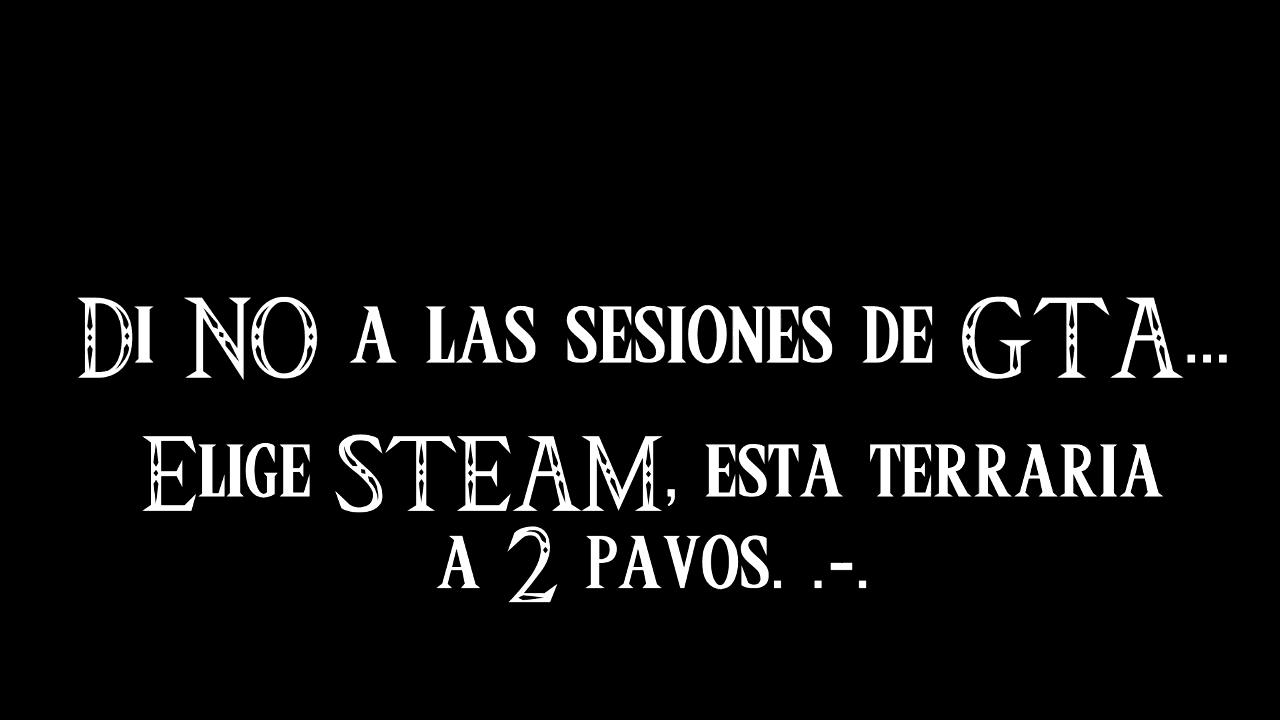 Di NO a las sesiones de GTA...
Elige STEAM, esta terraria
a 2 pavos. .-.